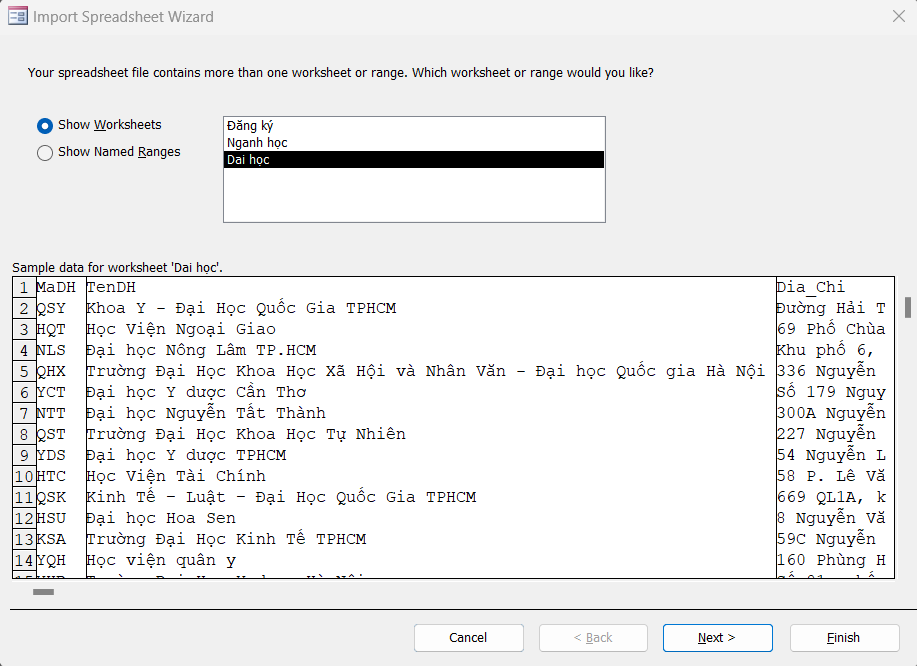 Import Spreadsheet Wizard
Your spreadsheet file contains more than one worksheet or range. Which worksheet or range would you like?
Show Worksheets
Show Named Ranges
Đăng ký
Nganh học
Dai học
Sample data for worksheet 'Dai học'.
1 MaDH TenDH Dia_Chi
2 QSY Khoa Y - Đại Học Quốc Gia TPHCM Đường Hải T
3 HQT Học Viện Ngoại Giao 69 Phố Chùa
4 NLS Đại học Nông Lâm TP.HCM Khu phố 6,
5 QHX Trường Đại Học Khoa Học Xã Hội và Nhân Văn - Đại học Quốc gia Hà Nội 336 Nguyễn
6 YCT Đại học Y dược Cần Thơ Số 179 Nguy
7 NTT Đại học Nguyễn Tất Thành 300A Nguyễn
8 QST Trường Đại Học Khoa Học Tự Nhiên 227 Nguyễn
9 YDS Đại học Y dược TPHCM 54 Nguyễn L
10 HTC Học Viện Tài Chính 58 P. Lê Vă
11 QSK Kinh Tế - Luật - Đại Học Quốc Gia TPHCM 669 QL1A, k
12 HSU Đại học Hoa Sen 8 Nguyễn Vă
13 KSA Trường Đại Học Kinh Tế TPHCM 59C Nguyễn
14 YQH Học viện quân y 160 Phùng H
Cancel
< Back
Next >
Finish